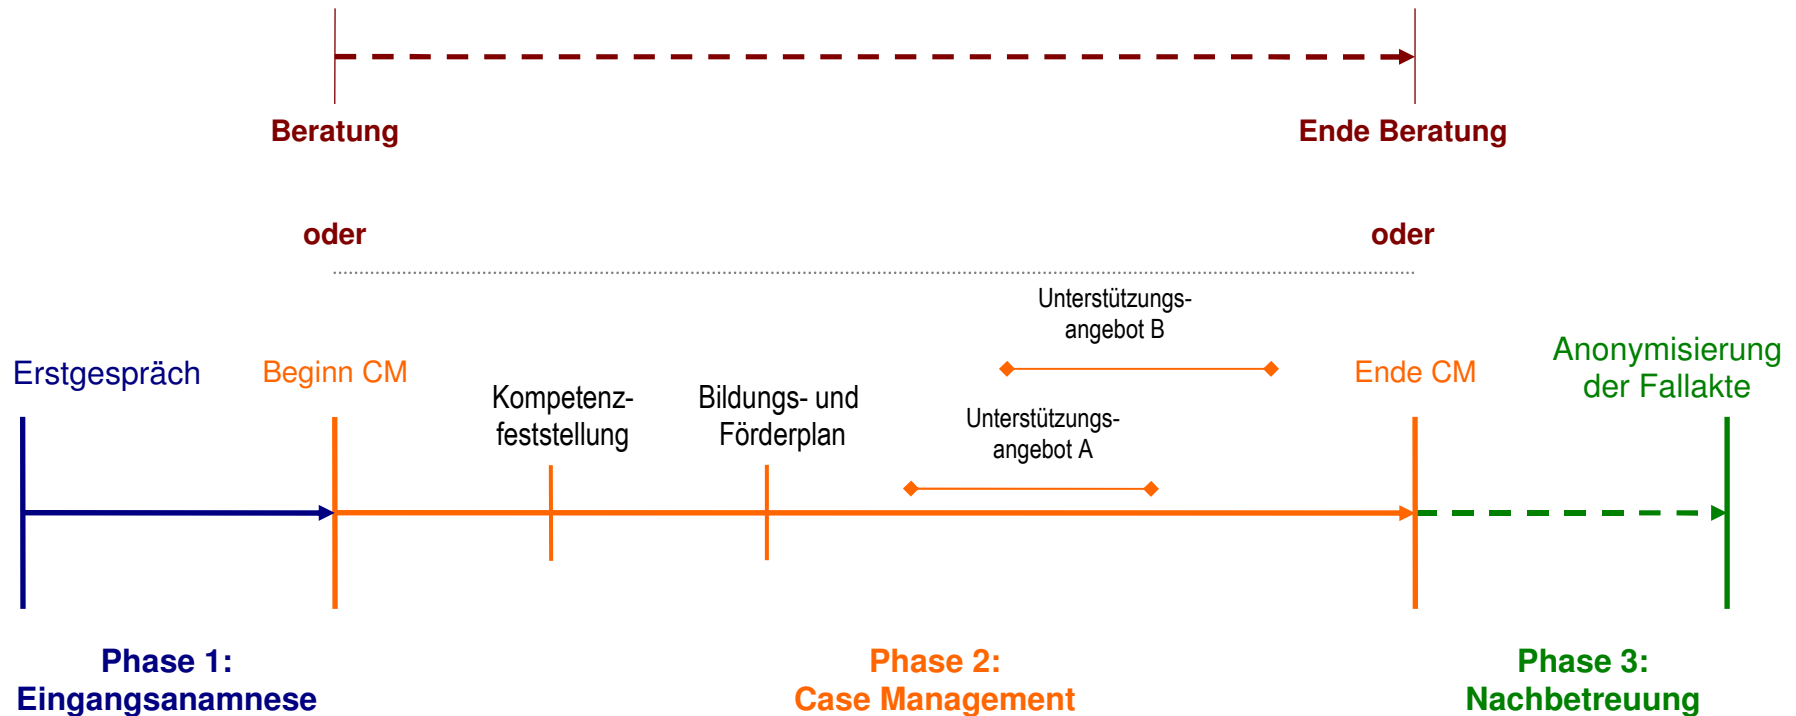 Beratung
Ende Beratung
oder
oder
Unterstützungs-
angebot B
Erstgespräch
Beginn CM
Kompetenz-
feststellung
Bildungs- und
Förderplan
Unterstützungs-
angebot A
Ende CM
Anonymisierung
der Fallakte
Phase 1:
Eingangsanamnese
Phase 2:
Case Management
Phase 3:
Nachbetreuung